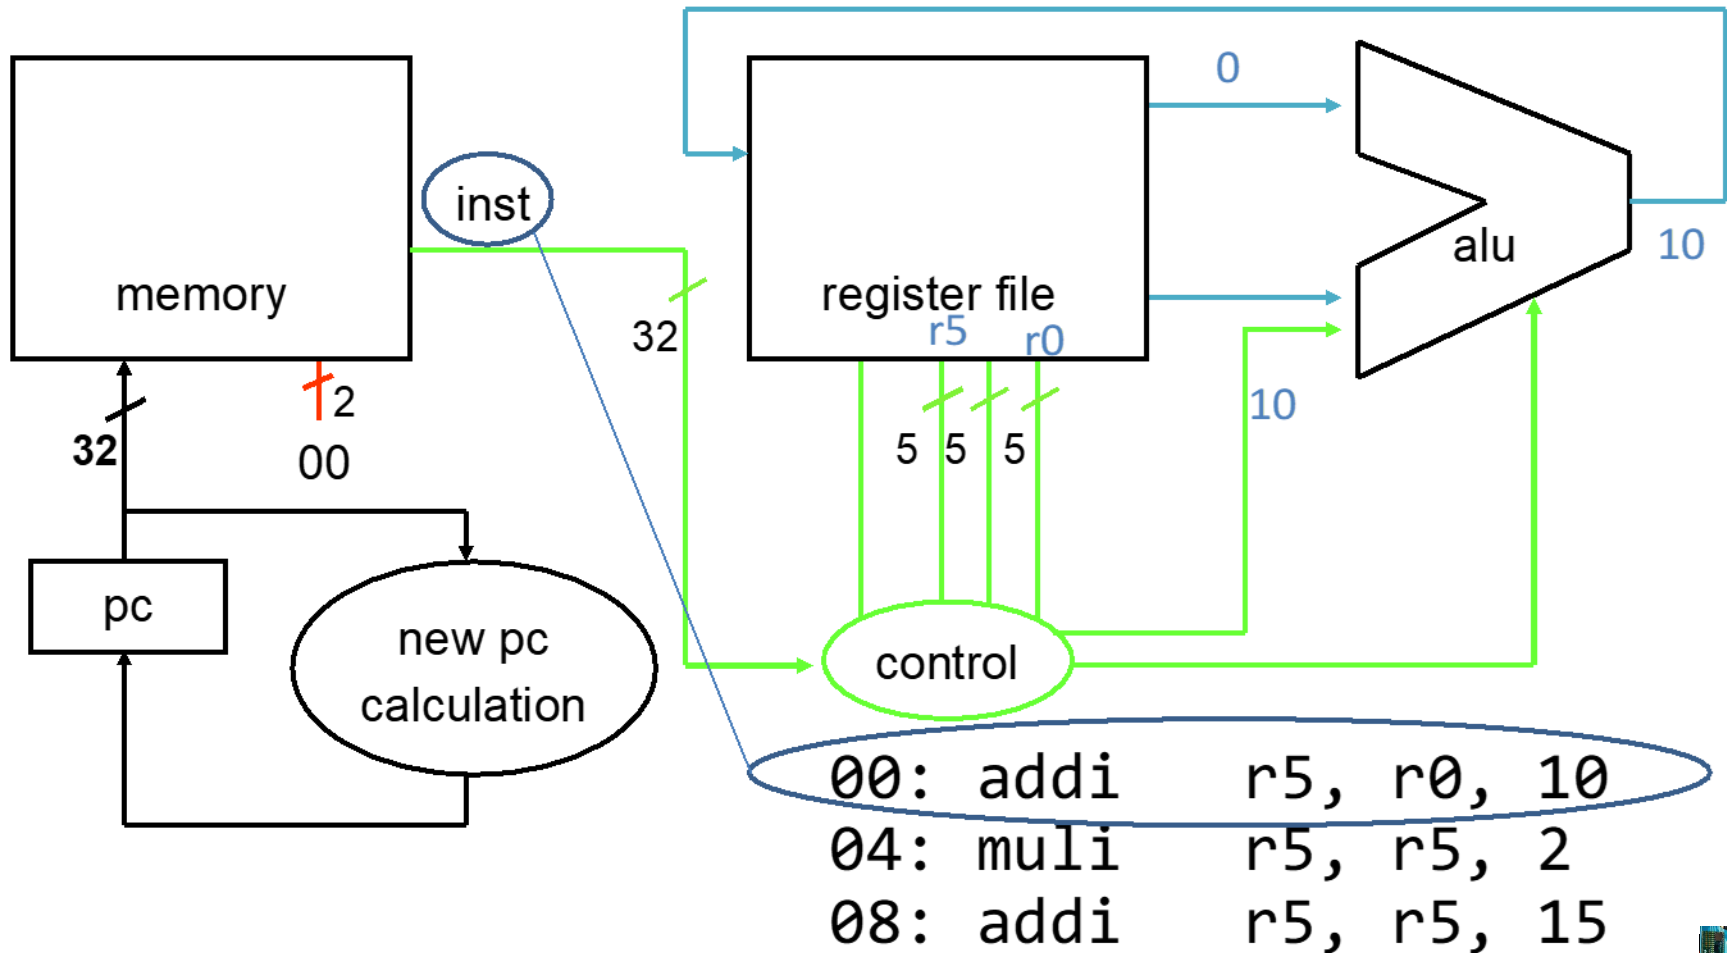 0
inst
10
alu
memory
register file
r5
r0
32
2
10
32
00
5
5
5
pc
new pc
calculation
control
00: addi r5, r0, 10
04: muli r5, r5, 2
08: addi r5, r5, 15